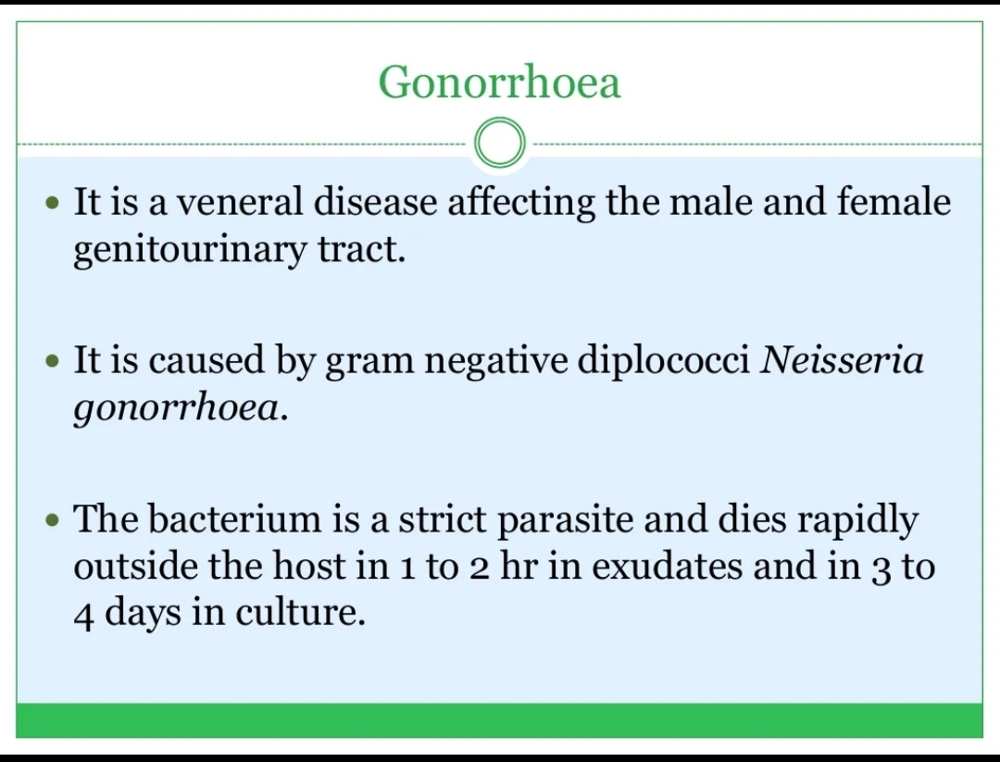 Gonorrhoea
• It is a veneral disease affecting the male and female
genitourinary tract.
• It is caused by gram negative diplococci Neisseria
gonorrhoea.
• The bacterium is a strict parasite and dies rapidly
outside the host in 1 to 2 hr in exudates and in 3 to
4 days in culture.